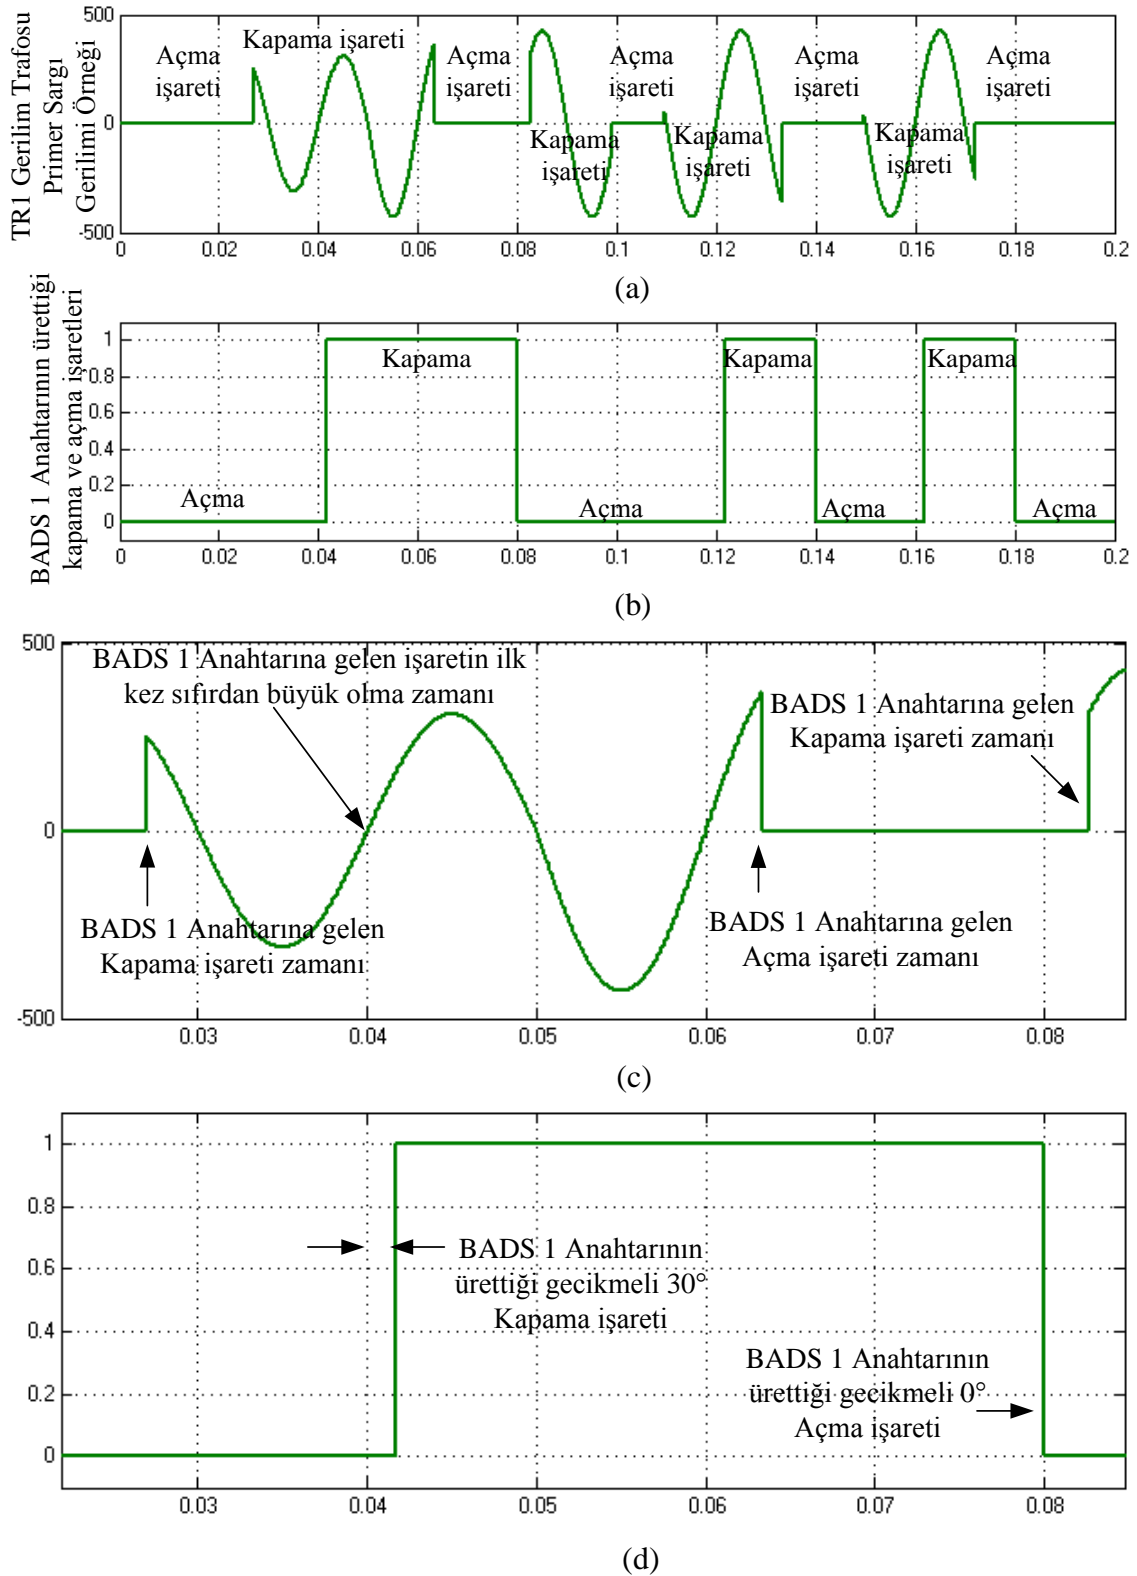 TR1 Gerilim Trafosu
Primer Sargı
Gerilimi Örneği
500
0
-500
Açma
işareti
Kapama işareti
Açma
işareti
Kapama
işareti
Açma
işareti
Kapama
işareti
Açma
işareti
Kapama
işareti
Açma
işareti
0 0.02 0.04 0.06 0.08 0.1 0.12 0.14 0.16 0.18 0.2
(a)
BADS 1 Anahtarının ürettiği
kapama ve açma işaretleri
1
0.8
0.6
0.4
0.2
0
Açma
Kapama
Açma
Kapama
Açma
Kapama
Açma
0 0.02 0.04 0.06 0.08 0.1 0.12 0.14 0.16 0.18 0.2
(b)
500
0
-500
BADS 1 Anahtarına gelen işaretin ilk
kez sıfırdan büyük olma zamanı
BADS 1 Anahtarına gelen
Kapama işareti zamanı
BADS 1 Anahtarına gelen
Kapama işareti zamanı
BADS 1 Anahtarına gelen
Açma işareti zamanı
0.03 0.04 0.05 0.06 0.07 0.08
(c)
1
0.8
0.6
0.4
0.2
0
BADS 1 Anahtarının
ürettiği gecikmeli 30°
Kapama işareti
BADS 1 Anahtarının
ürettiği gecikmeli 0°
Açma işareti
0.03 0.04 0.05 0.06 0.07 0.08
(d)